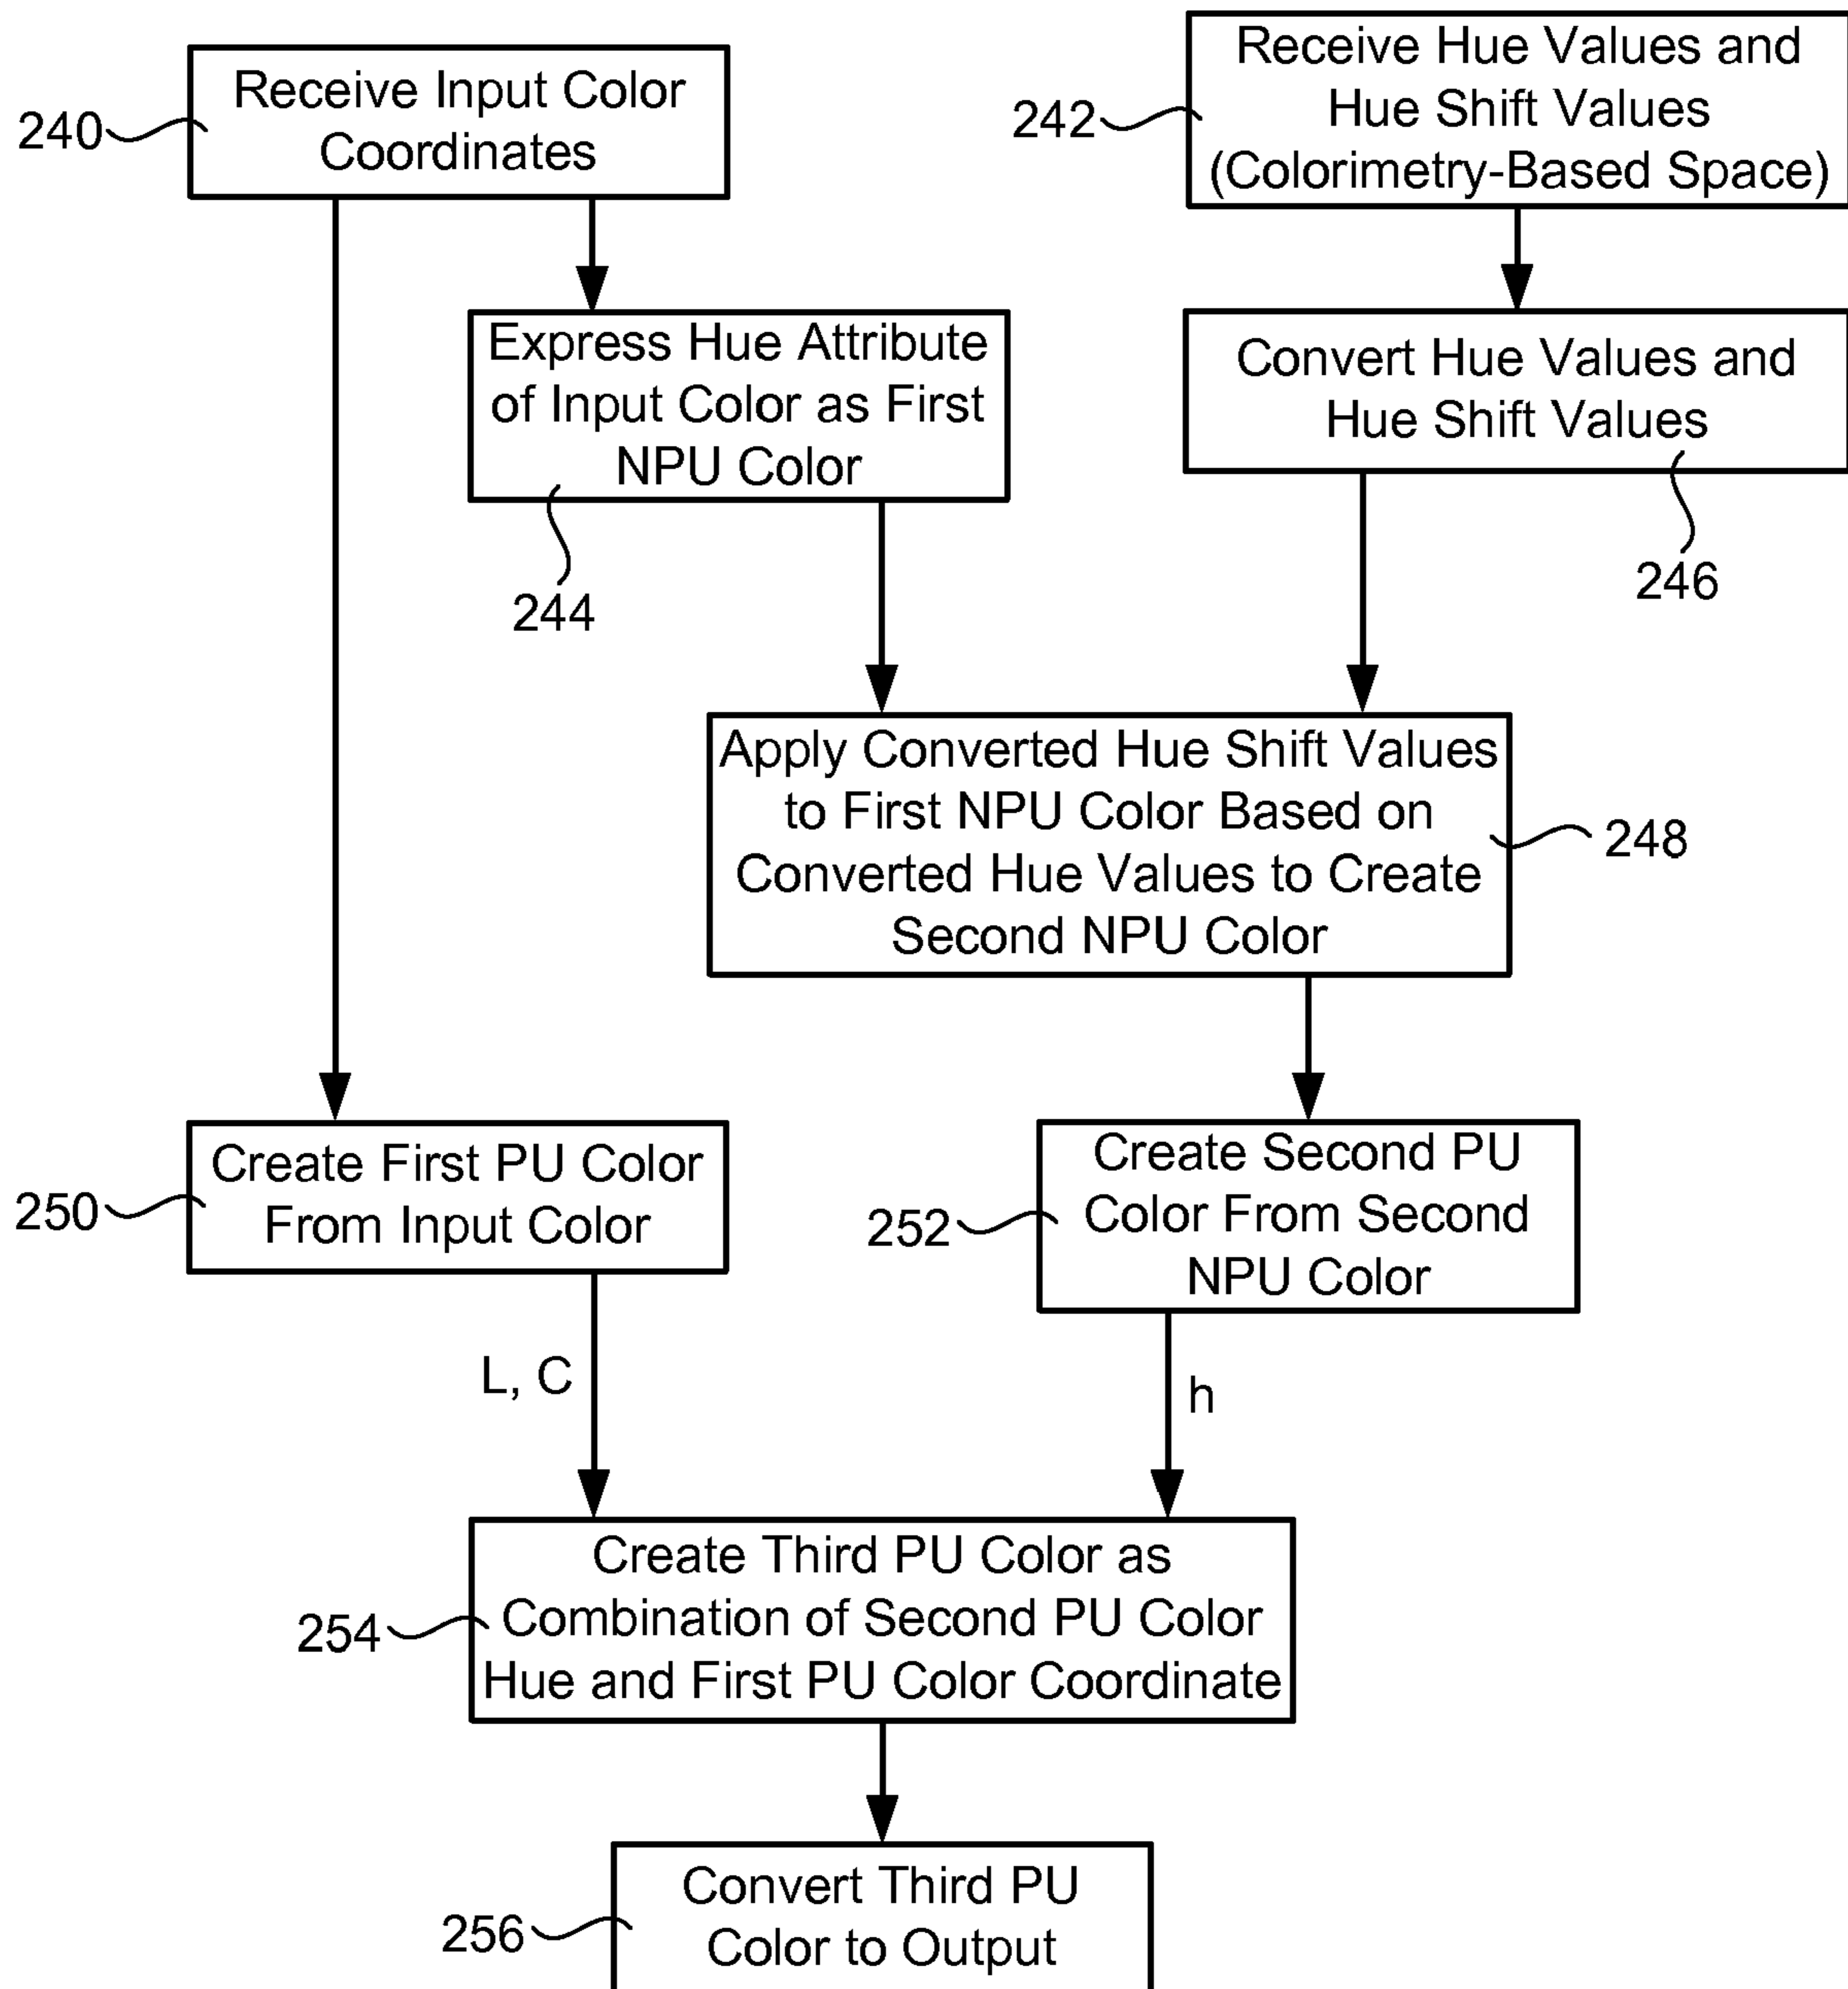 240
Receive Input Color
Coordinates
242
Receive Hue Values and
Hue Shift Values
(Colorimetry-Based Space)
Express Hue Attribute
of Input Color as First
NPU Color
244
Convert Hue Values and
Hue Shift Values
246
Apply Converted Hue Shift Values
to First NPU Color Based on
Converted Hue Values to Create
Second NPU Color
248
250
Create First PU Color
From Input Color
252
Create Second PU
Color From Second
NPU Color
L, C
h
254
Create Third PU Color as
Combination of Second PU Color
Hue and First PU Color Coordinate
256
Convert Third PU
Color to Output